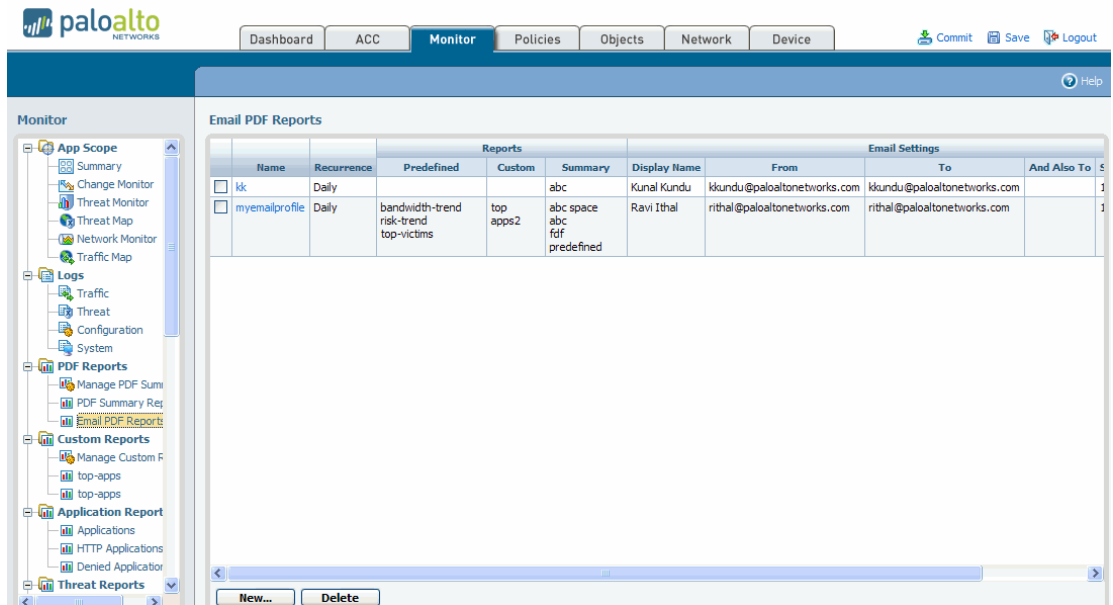 paloalto
NETWORKS
Dashboard ACC Monitor Policies Objects Network Device
Commit Save Logout
Help
Monitor
App Scope
Summary
Change Monitor
Threat Monitor
Threat Map
Network Monitor
Traffic Map
Logs
Traffic
Threat
Configuration
System
PDF Reports
Manage PDF Sum
PDF Summary Rep
Email PDF Reports
Custom Reports
Manage Custom R
top-apps
top-apps
Application Report
Applications
HTTP Applications
Denied Application
Threat Reports
Email PDF Reports
Reports Email Settings
Name Recurrence Predefined Custom Summary Display Name From To And Also To S
kk Daily abc Kunal Kundu kkundu@paloaltonetworks.com kkundu@paloaltonetworks.com 1
myemailprofile Daily bandwidth-trend top abc space Ravi Ithal rithal@paloaltonetworks.com rithal@paloaltonetworks.com 1
risk-trend apps2 abc
top-victims fdf
predefined
New... Delete